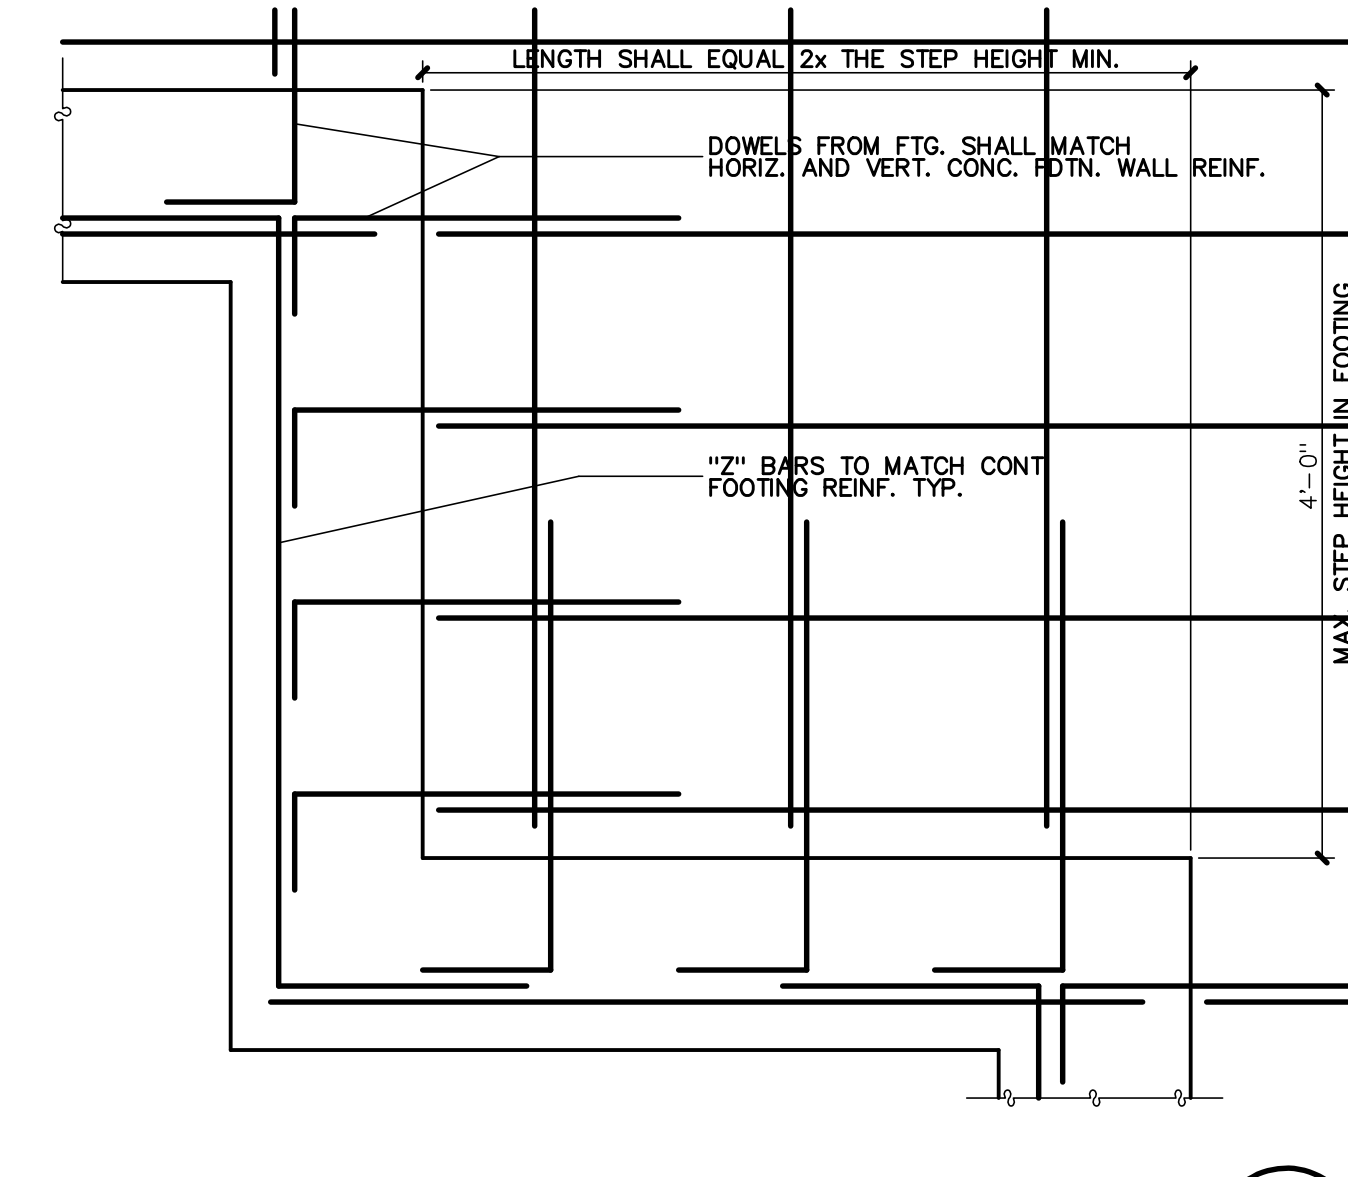 LENGTH SHALL EQUAL 2x THE STEP HEIGHT MIN.
DOWELS FROM FTG. SHALL MATCH
HORIZ. AND VERT. CONC. FDTN. WALL REINF.
"Z" BARS TO MATCH CONT
FOOTING REINF. TYP.
4'-0"
MAX. STEP HEIGHT IN FOOTING